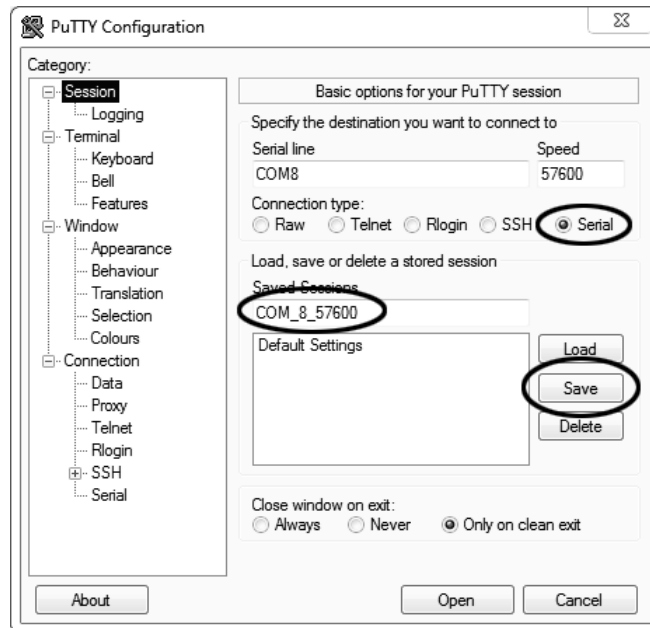 PuTTY Configuration
Category:
Session
Logging
Terminal
Keyboard
Bell
Features
Window
Appearance
Behaviour
Translation
Selection
Colours
Connection
Data
Proxy
Telnet
Rlogin
SSH
Serial
Basic options for your PuTTY session
Specify the destination you want to connect to
Serial line Speed
COM8 57600
Connection type:
Raw Telnet Rlogin SSH Serial
Load, save or delete a stored session
Saved Sessions
COM_8_57600
Default Settings
Load
Save
Delete
Close window on exit:
Always Never Only on clean exit
About Open Cancel